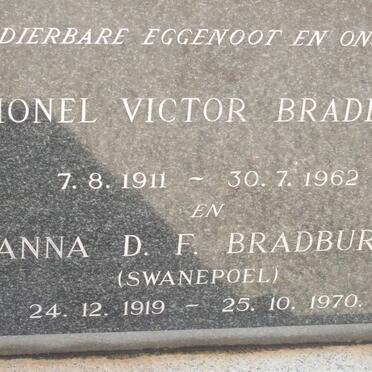 DIERBARE EGGENOOT EN ON
IONEL VICTOR BRADB
7. 8. 1911 ~ 30. 7. 1962
EN
ANNA D. F. BRADBUR
(SWANEPOEL)
24. 12. 1919 ~ 25. 10. 1970.